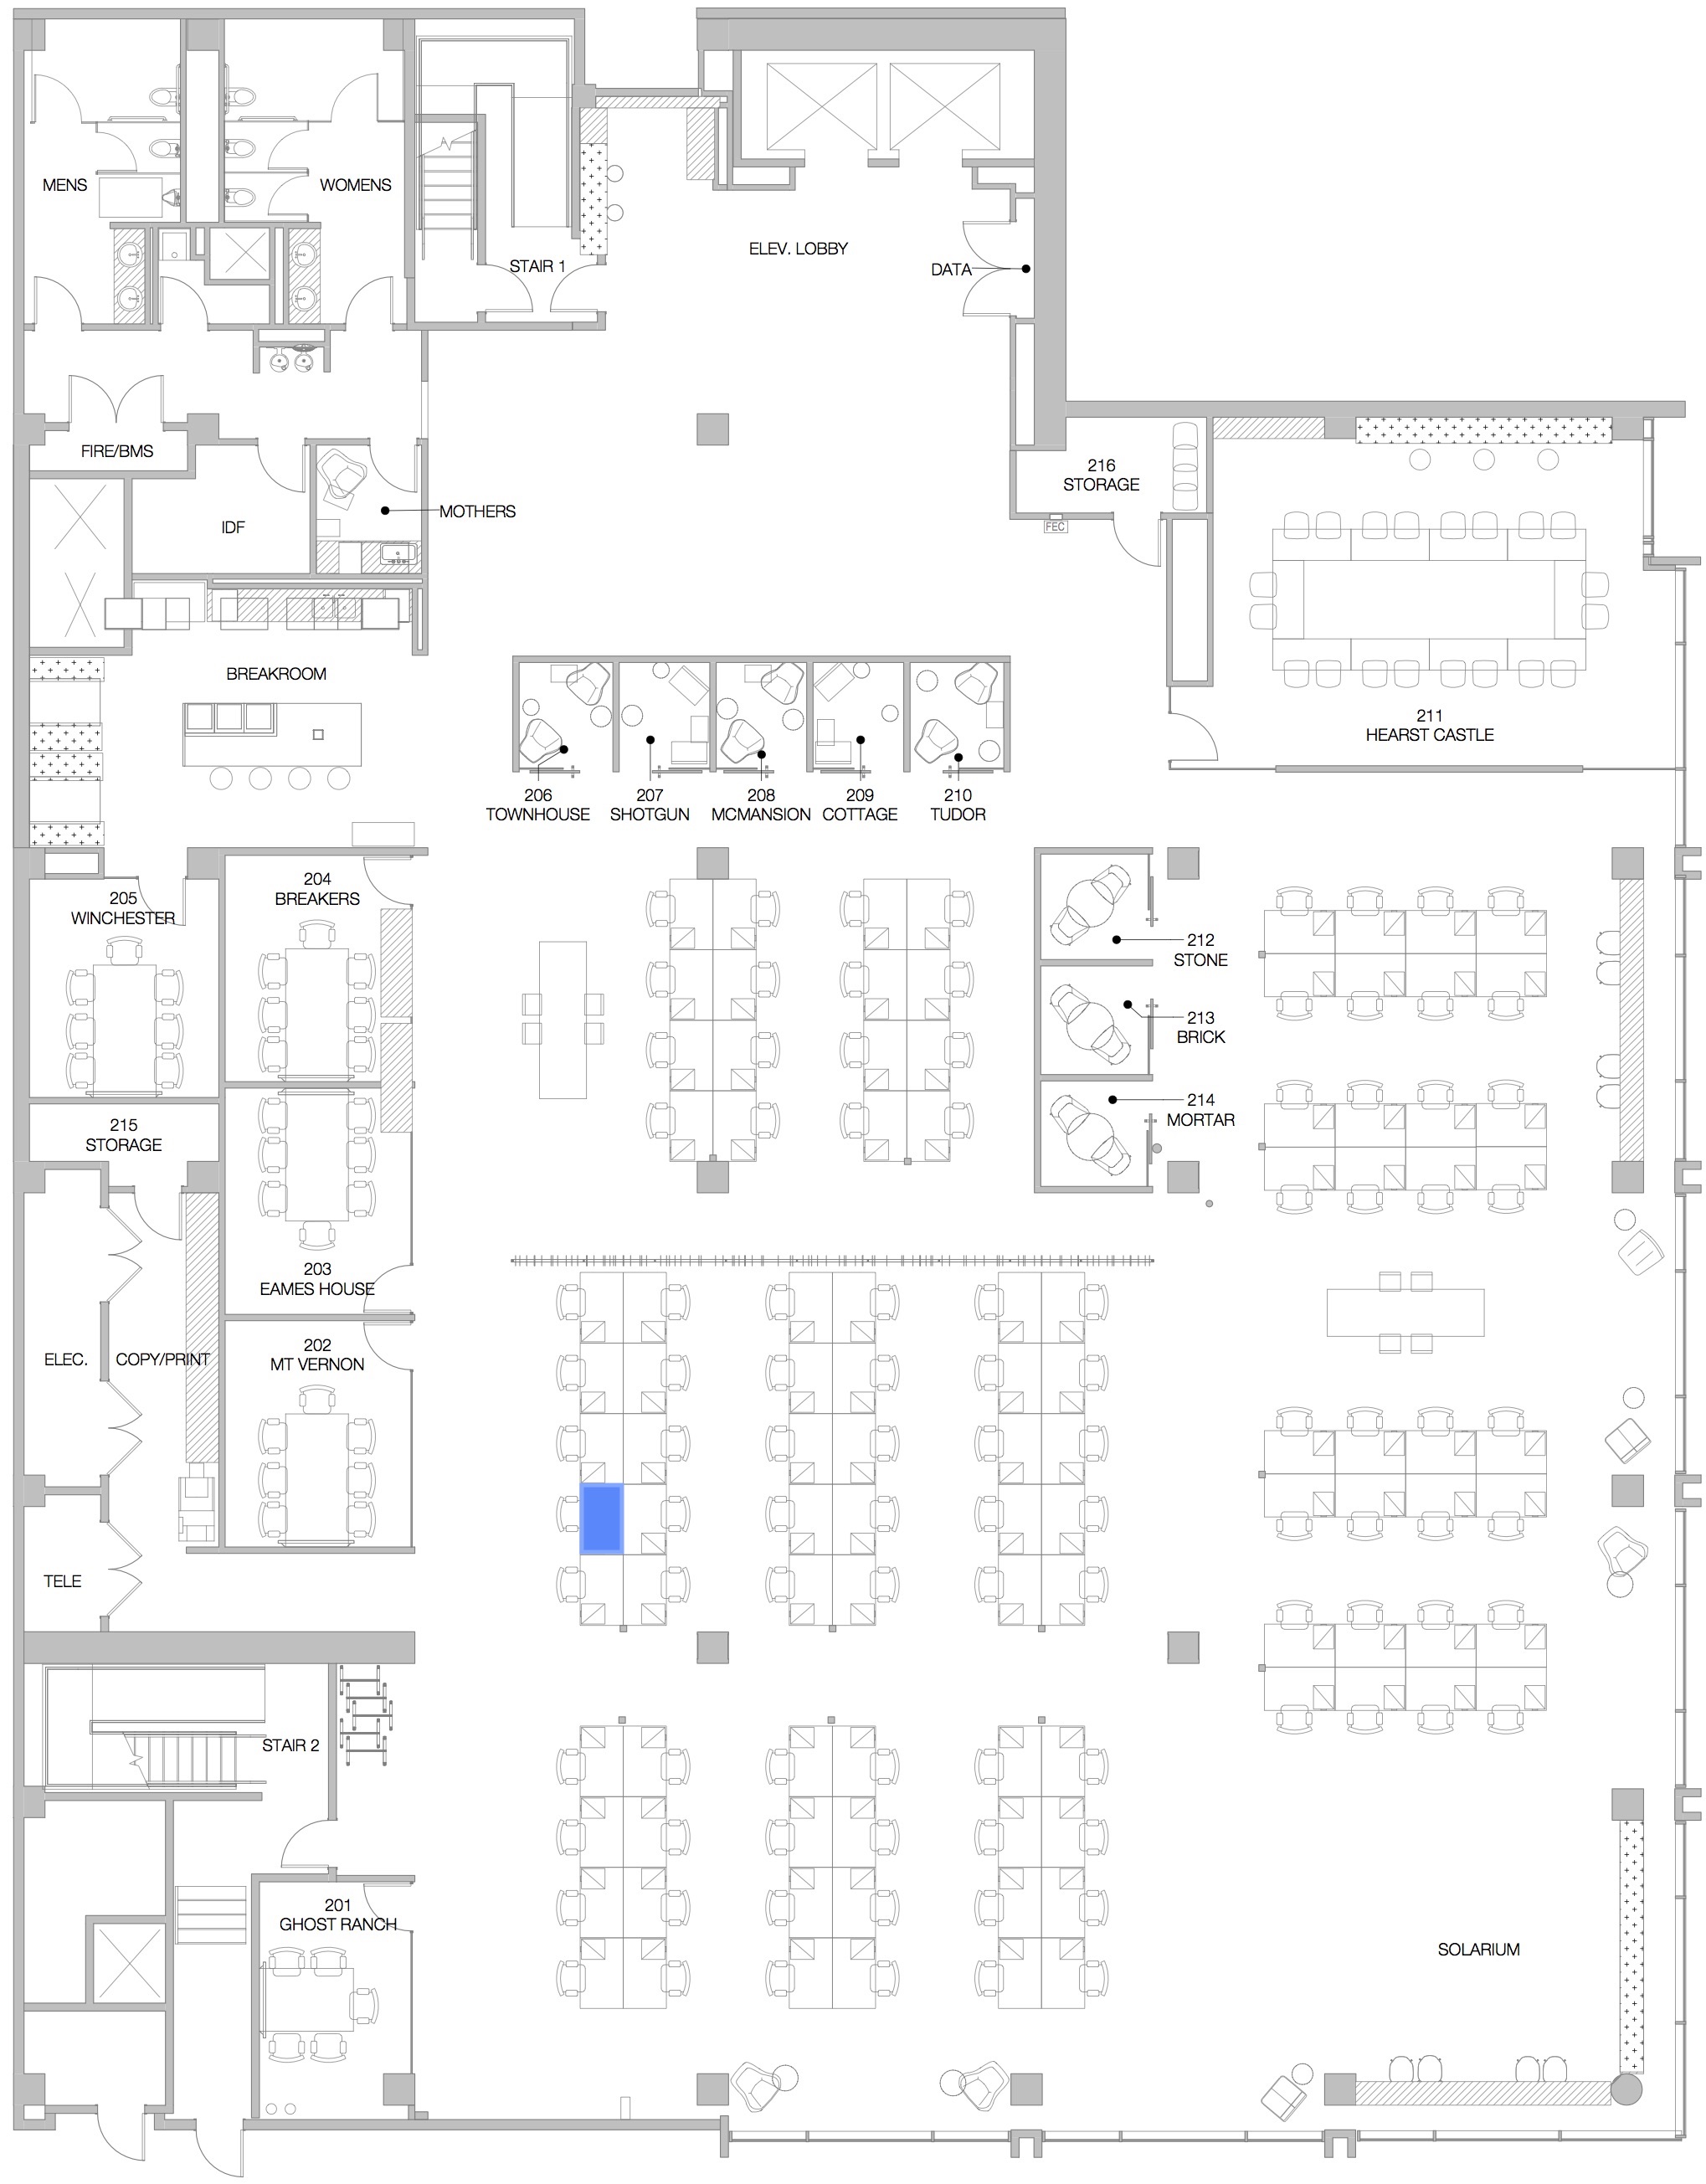 MENS
WOMENS
STAIR 1
ELEV. LOBBY
DATA
FIRE/BMS
IDF
MOTHERS
216
STORAGE
FEC
BREAKROOM
211
HEARST CASTLE
206
TOWNHOUSE
207
SHOTGUN
208
MCMANSION
209
COTTAGE
210
TUDOR
205
WINCHESTER
204
BREAKERS
212
STONE
213
BRICK
214
MORTAR
215
STORAGE
203
EAMES HOUSE
202
MT VERNON
ELEC.
COPY/PRINT
TELE
STAIR 2
201
GHOST RANCH
SOLARIUM